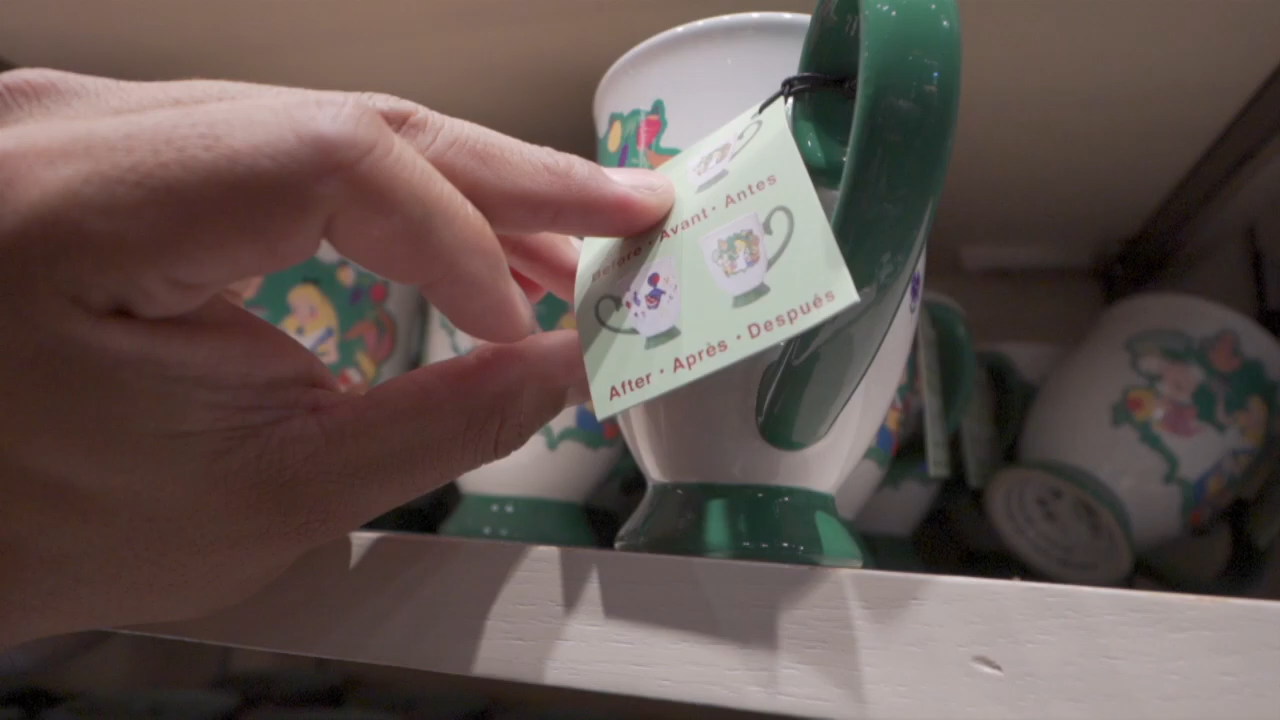 Before · Avant · Antes
After · Après · Después